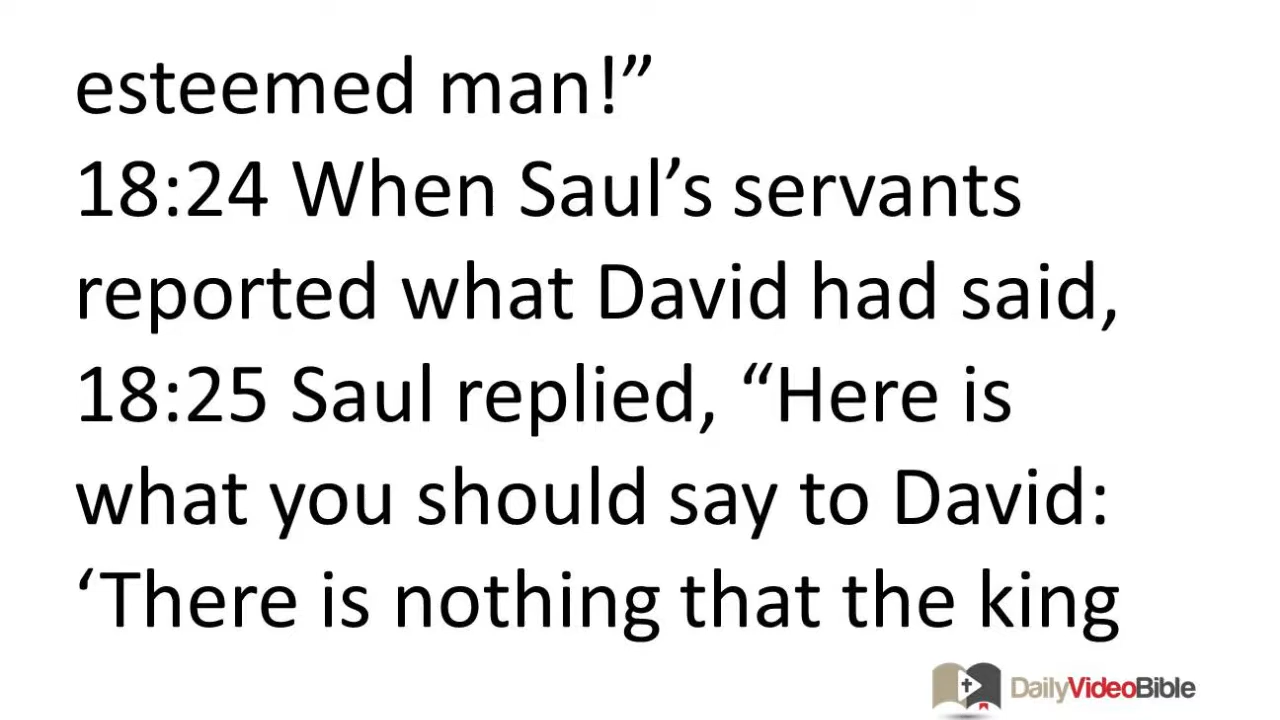 esteemed man!”
18:24 When Saul’s servants
reported what David had said,
18:25 Saul replied, “Here is
what you should say to David:
‘There is nothing that the king
DailyVideoBible